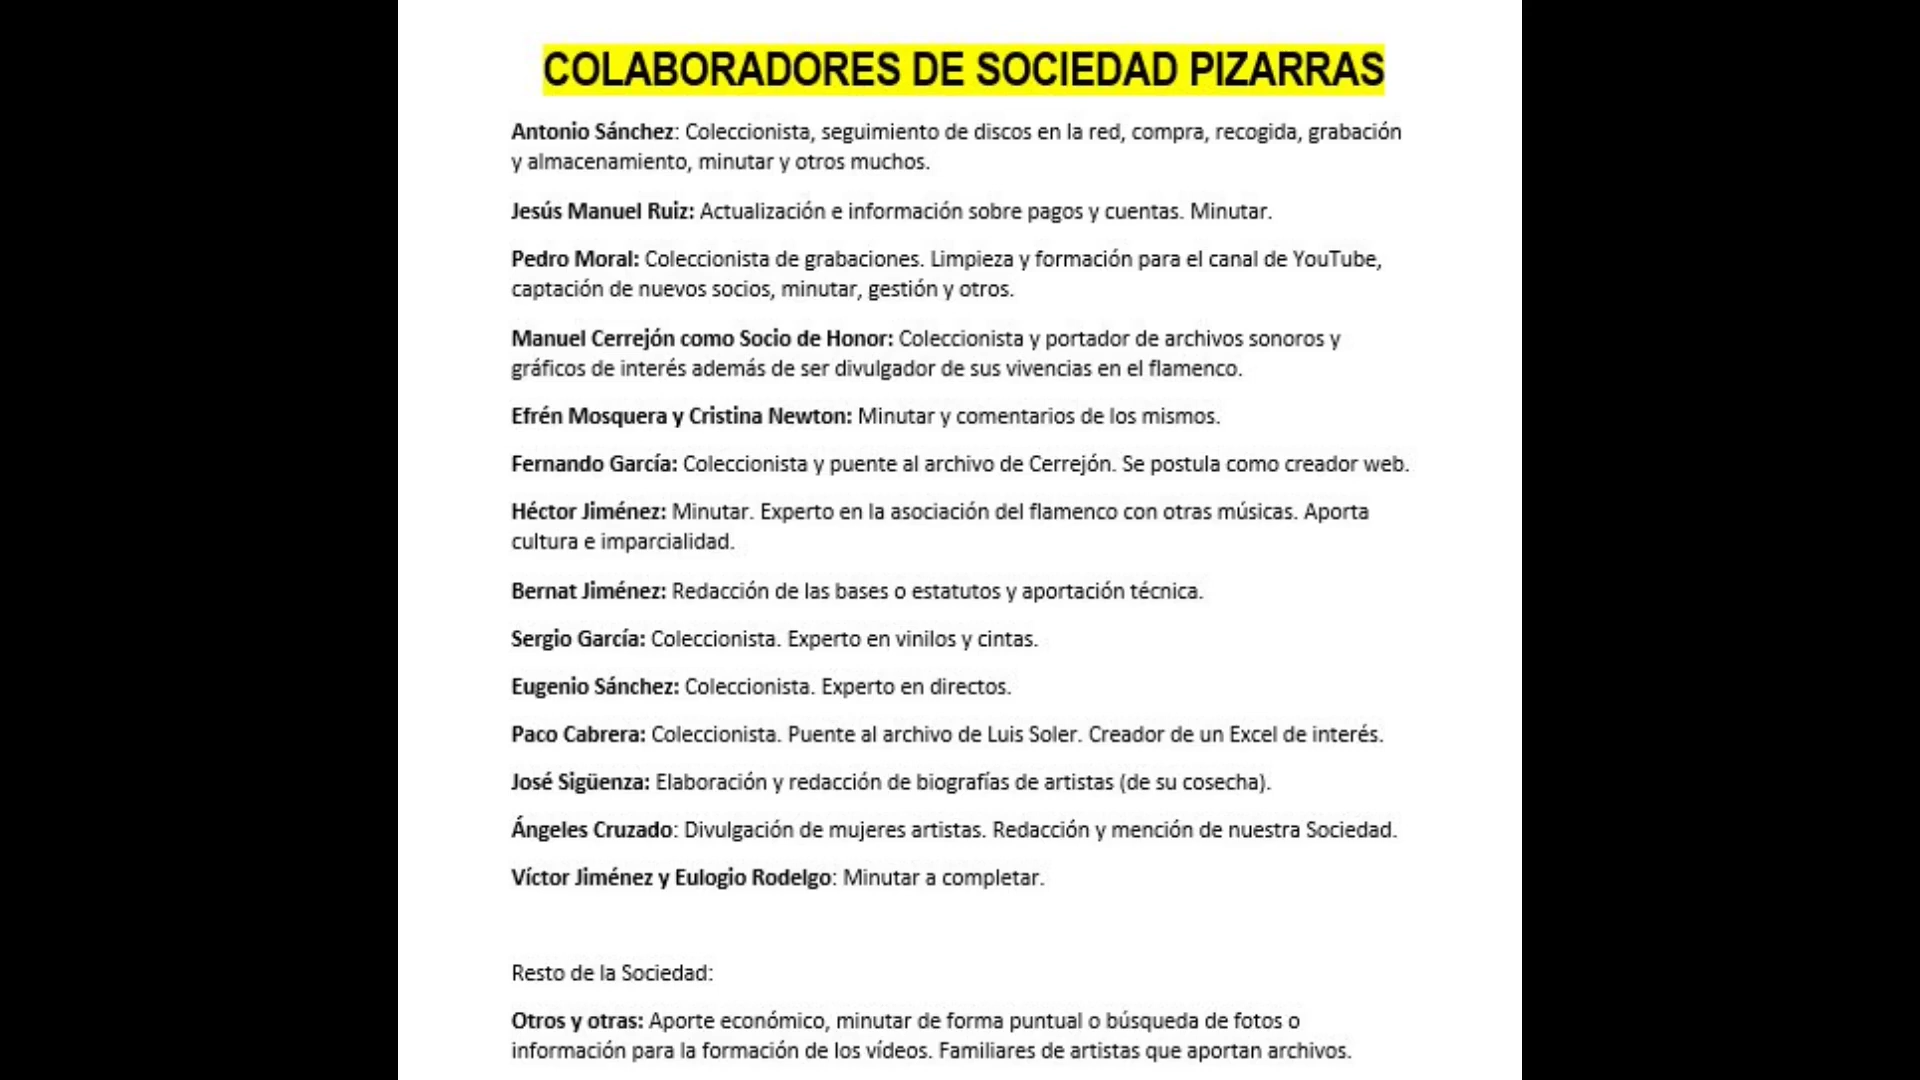 COLABORADORES DE SOCIEDAD PIZARRAS
Antonio Sánchez: Coleccionista, seguimiento de discos en la red, compra, recogida, grabación
y almacenamiento, minutar y otros muchos.
Jesús Manuel Ruiz: Actualización e información sobre pagos y cuentas. Minutar.
Pedro Moral: Coleccionista de grabaciones. Limpieza y formación para el canal de YouTube,
captación de nuevos socios, minutar, gestión y otros.
Manuel Cerrejón como Socio de Honor: Coleccionista y portador de archivos sonoros y
gráficos de interés además de ser divulgador de sus vivencias en el flamenco.
Efrén Mosquera y Cristina Newton: Minutar y comentarios de los mismos.
Fernando García: Coleccionista y puente al archivo de Cerrejón. Se postula como creador web.
Héctor Jiménez: Minutar. Experto en la asociación del flamenco con otras músicas. Aporta
cultura e imparcialidad.
Bernat Jiménez: Redacción de las bases o estatutos y aportación técnica.
Sergio García: Coleccionista. Experto en vinilos y cintas.
Eugenio Sánchez: Coleccionista. Experto en directos.
Paco Cabrera: Coleccionista. Puente al archivo de Luis Soler. Creador de un Excel de interés.
José Sigüenza: Elaboración y redacción de biografías de artistas (de su cosecha).
Ángeles Cruzado: Divulgación de mujeres artistas. Redacción y mención de nuestra Sociedad.
Víctor Jiménez y Eulogio Rodelgo: Minutar a completar.
Resto de la Sociedad:
Otros y otras: Aporte económico, minutar de forma puntual o búsqueda de fotos o
información para la formación de los vídeos. Familiares de artistas que aportan archivos.